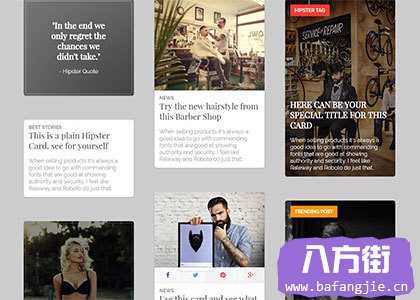 "In the end we
only regret the
chances we
didn't take."
- Hipster Quote
BEST STORIES
This is a plain Hipster
Card, see for yourself
When selling products it's always a
good idea to go with commanding
fonts that are showing authority
and security. I feel like
Raleway and Roboto do just that.
NEWS
Try the new hairstyle from
this Barber Shop
When selling products it's always a
good idea to go with commanding
fonts that are showing authority
and security. I feel like
Raleway and Roboto do just that.
NEWS
Use this card and see what
HIPSTER TAG
SERVICE REPAIR
HERE CAN BE YOUR
SPECIAL TITLE FOR THIS
CARD
When selling products it's always a
good idea to go with commanding
fonts that are showing authority
and security. I feel like
Raleway and Roboto do just that.
TRENDING POST
八方街
www.bafangjie.cn